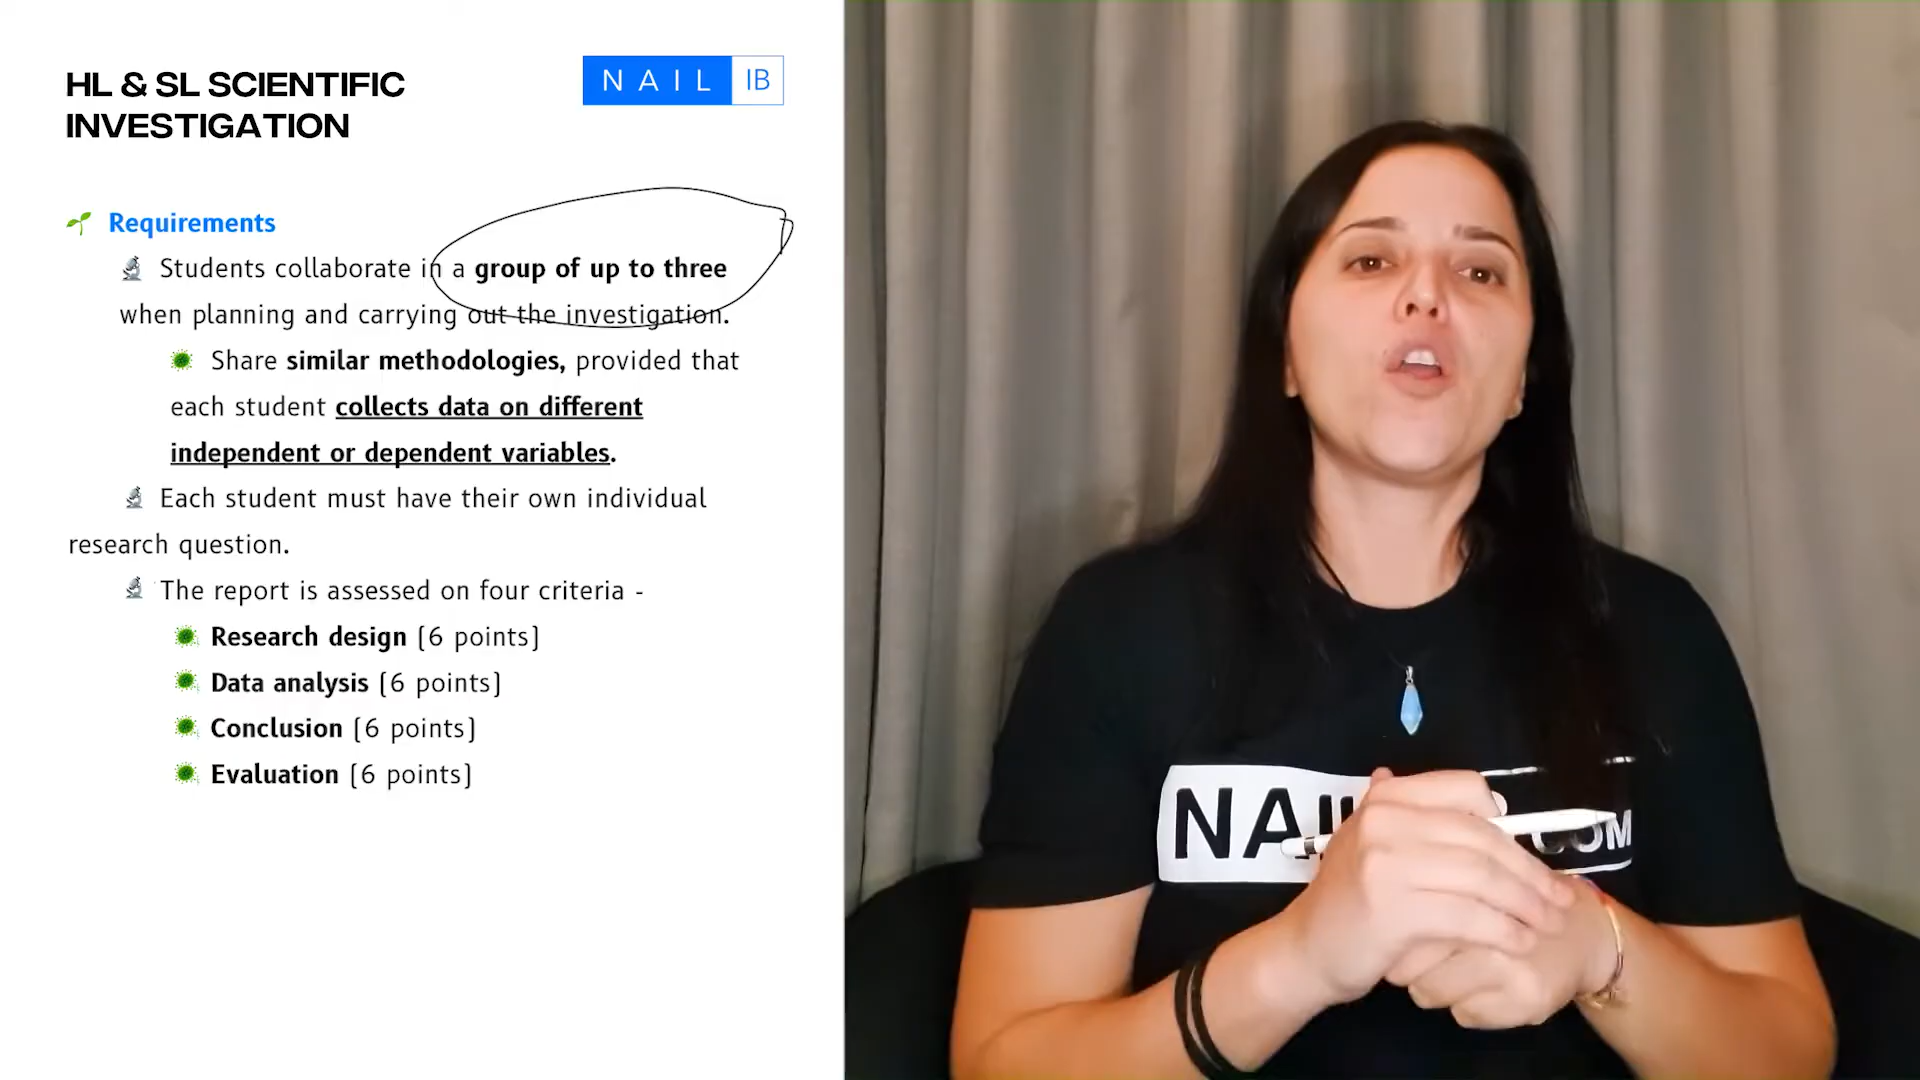 HL & SL SCIENTIFIC
INVESTIGATION
NAIL IB
Requirements
Students collaborate in a group of up to three
when planning and carrying out the investigation.
Share similar methodologies, provided that
each student collects data on different
independent or dependent variables.
Each student must have their own individual
research question.
The report is assessed on four criteria -
Research design [6 points]
Data analysis [6 points]
Conclusion [6 points]
Evaluation [6 points]